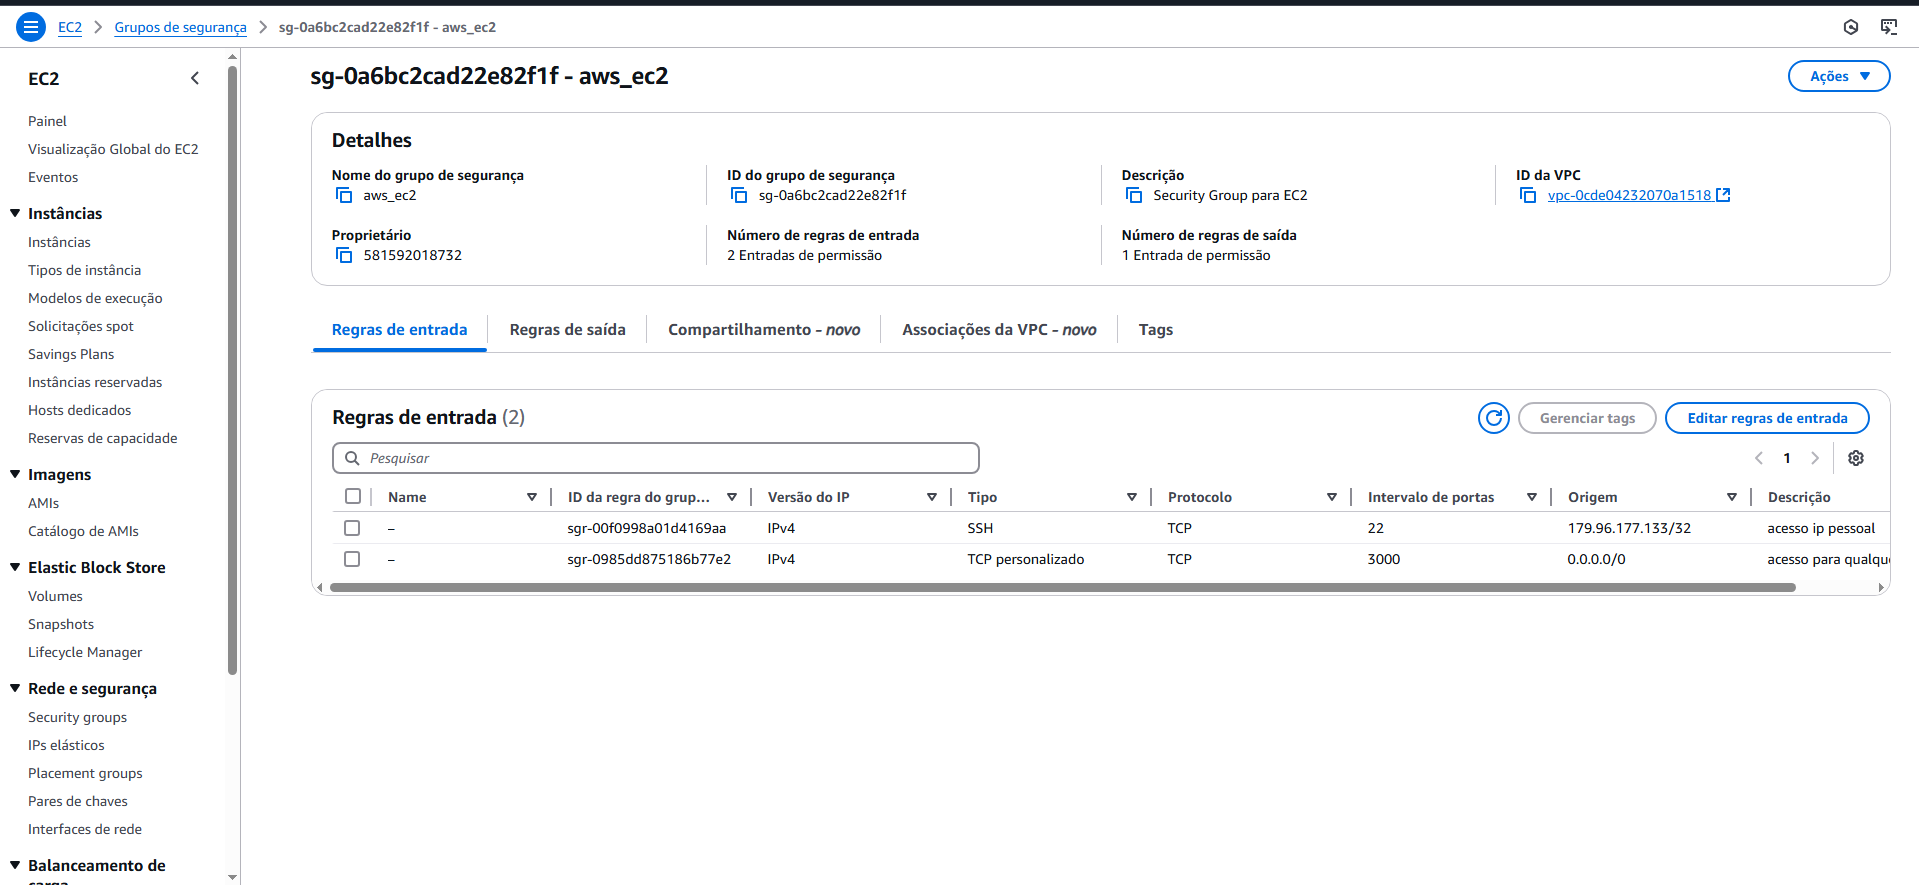 EC2 > Grupos de segurança > sg-0a6bc2cad22e82f1f - aws_ec2
EC2
Painel
Visualização Global do EC2
Eventos
Instâncias
Instâncias
Tipos de instância
Modelos de execução
Solicitações spot
Savings Plans
Instâncias reservadas
Hosts dedicados
Reservas de capacidade
Imagens
AMIs
Catálogo de AMIs
Elastic Block Store
Volumes
Snapshots
Lifecycle Manager
Rede e segurança
Security groups
IPs elásticos
Placement groups
Pares de chaves
Interfaces de rede
Balanceamento de
carga
sg-0a6bc2cad22e82f1f - aws_ec2
Ações
Detalhes
Nome do grupo de segurança
aws_ec2
ID do grupo de segurança
sg-0a6bc2cad22e82f1f
Descrição
Security Group para EC2
ID da VPC
vpc-0cde04232070a1518
Proprietário
581592018732
Número de regras de entrada
2 Entradas de permissão
Número de regras de saída
1 Entrada de permissão
Regras de entrada Regras de saída Compartilhamento - novo Associações da VPC - novo Tags
Regras de entrada (2)
Gerenciar tags
Editar regras de entrada
Pesquisar
1
Name ID da regra do grup... Versão do IP Tipo Protocolo Intervalo de portas Origem Descrição
– sgr-00f0998a01d4169aa IPv4 SSH TCP 22 179.96.177.133/32 acesso ip pessoal
– sgr-0985dd875186b77e2 IPv4 TCP personalizado TCP 3000 0.0.0.0/0 acesso para qualqu